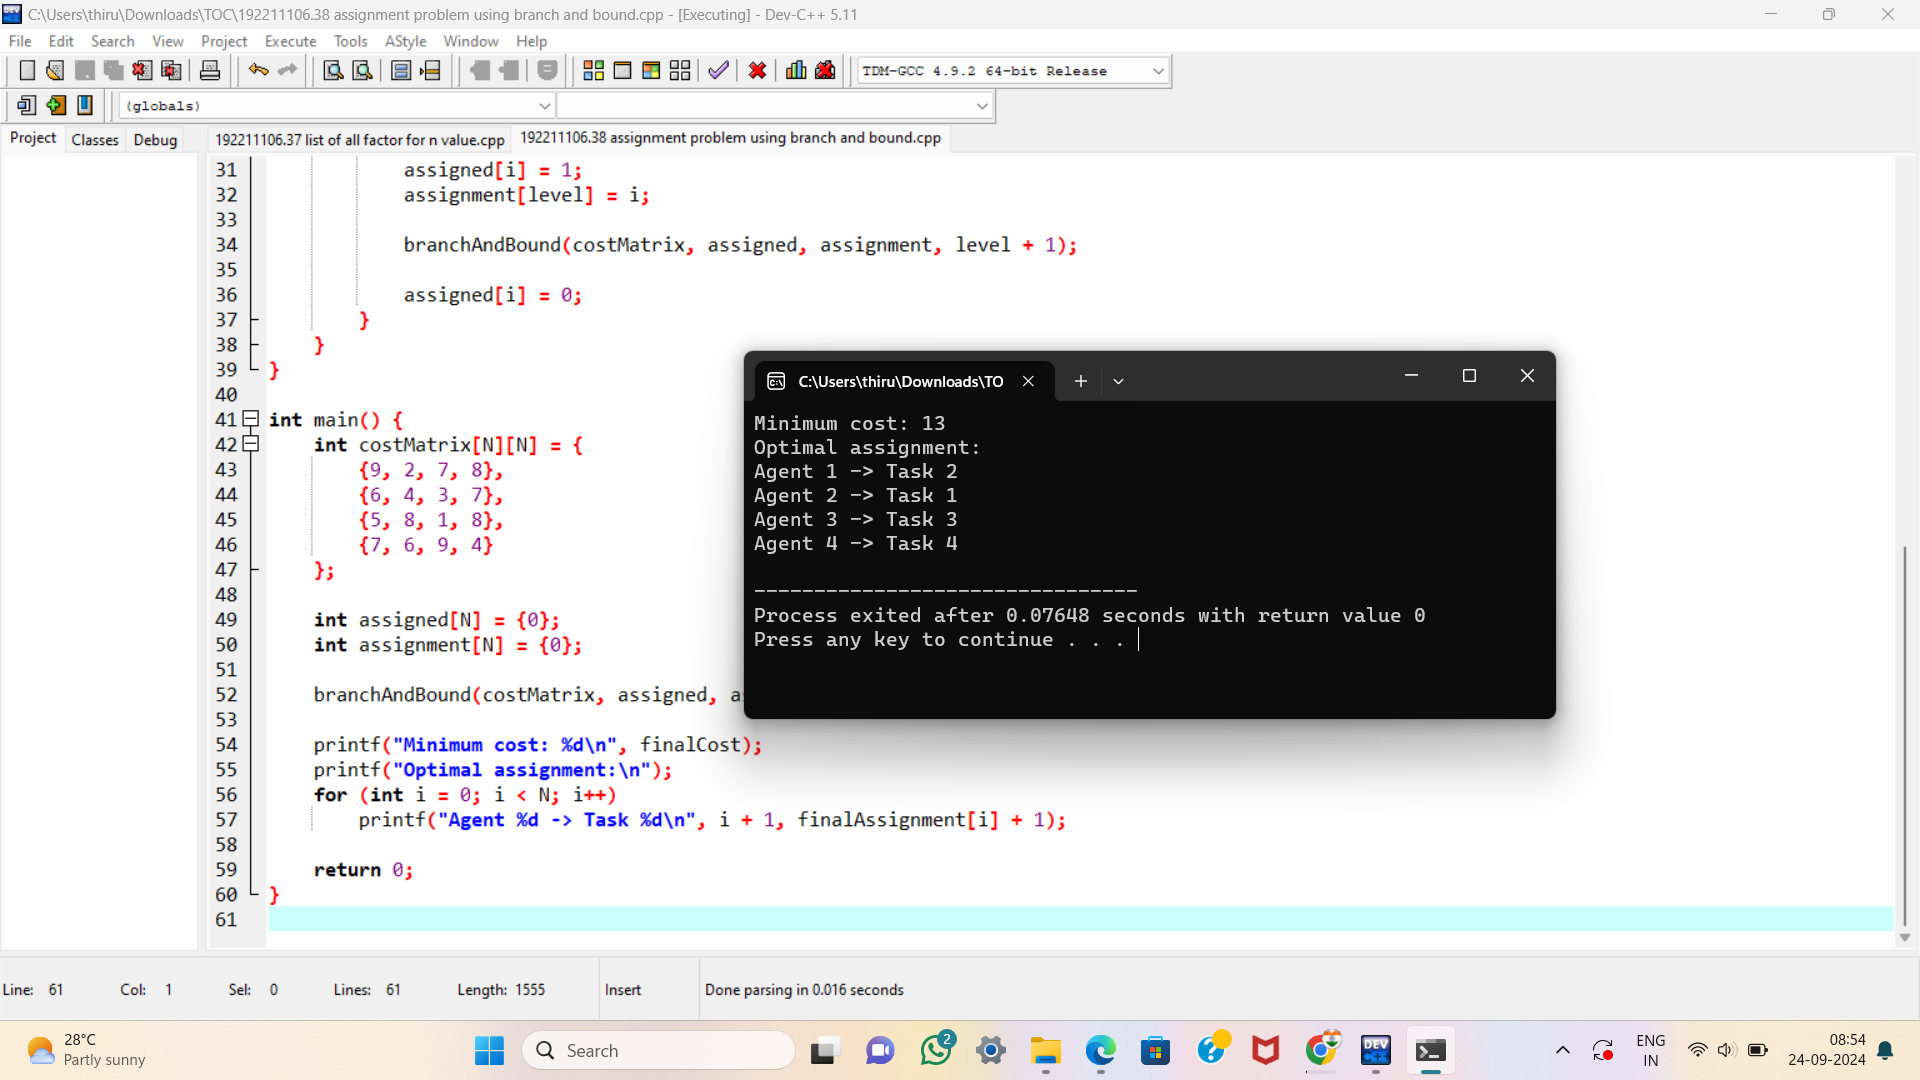 C:\Users\thiru\Downloads\TOC\192211106.38 assignment problem using branch and bound.cpp - [Executing] - Dev-C++ 5.11
File Edit Search View Project Execute Tools AStyle Window Help
TDM-GCC 4.9.2 64-bit Release
(globals)
Project Classes Debug
192211106.37 list of all factor for n value.cpp 192211106.38 assignment problem using branch and bound.cpp
31 assigned[i] = 1;
32 assignment[level] = i;
33
34 branchAndBound(costMatrix, assigned, assignment, level + 1);
35
36 assigned[i] = 0;
37 }
38 }
39 }
40
41 int main() {
42 int costMatrix[N][N] = {
43 {9, 2, 7, 8},
44 {6, 4, 3, 7},
45 {5, 8, 1, 8},
46 {7, 6, 9, 4}
47 };
48
49 int assigned[N] = {0};
50 int assignment[N] = {0};
51
52 branchAndBound(costMatrix, assigned, a
53
54 printf("Minimum cost: %d\n", finalCost);
55 printf("Optimal assignment:\n");
56 for (int i = 0; i < N; i++)
57 printf("Agent %d -> Task %d\n", i + 1, finalAssignment[i] + 1);
58
59 return 0;
60 }
61
C:\Users\thiru\Downloads\TO
Minimum cost: 13
Optimal assignment:
Agent 1 -> Task 2
Agent 2 -> Task 1
Agent 3 -> Task 3
Agent 4 -> Task 4
--------------------------------
Process exited after 0.07648 seconds with return value 0
Press any key to continue . . .
Line: 61 Col: 1 Sel: 0 Lines: 61 Length: 1555 Insert Done parsing in 0.016 seconds
28°C
Partly sunny
Search
2
DEV
C++
ENG
IN
08:54
24-09-2024